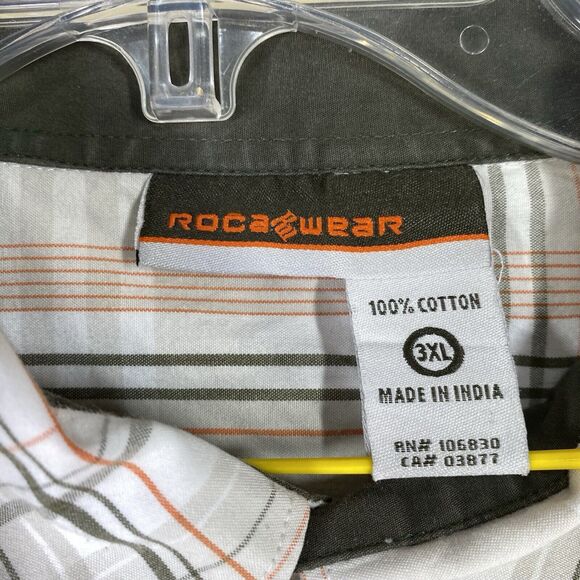 ROCAWEAR
100% COTTON
3XL
MADE IN INDIA
RN# 106830
CA# 03877